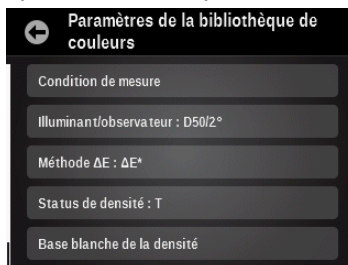 Paramètres de la bibliothèque de
couleurs
Condition de mesure
Illuminant/observateur : D50/2°
Méthode ΔE : ΔE*
Status de densité : T
Base blanche de la densité